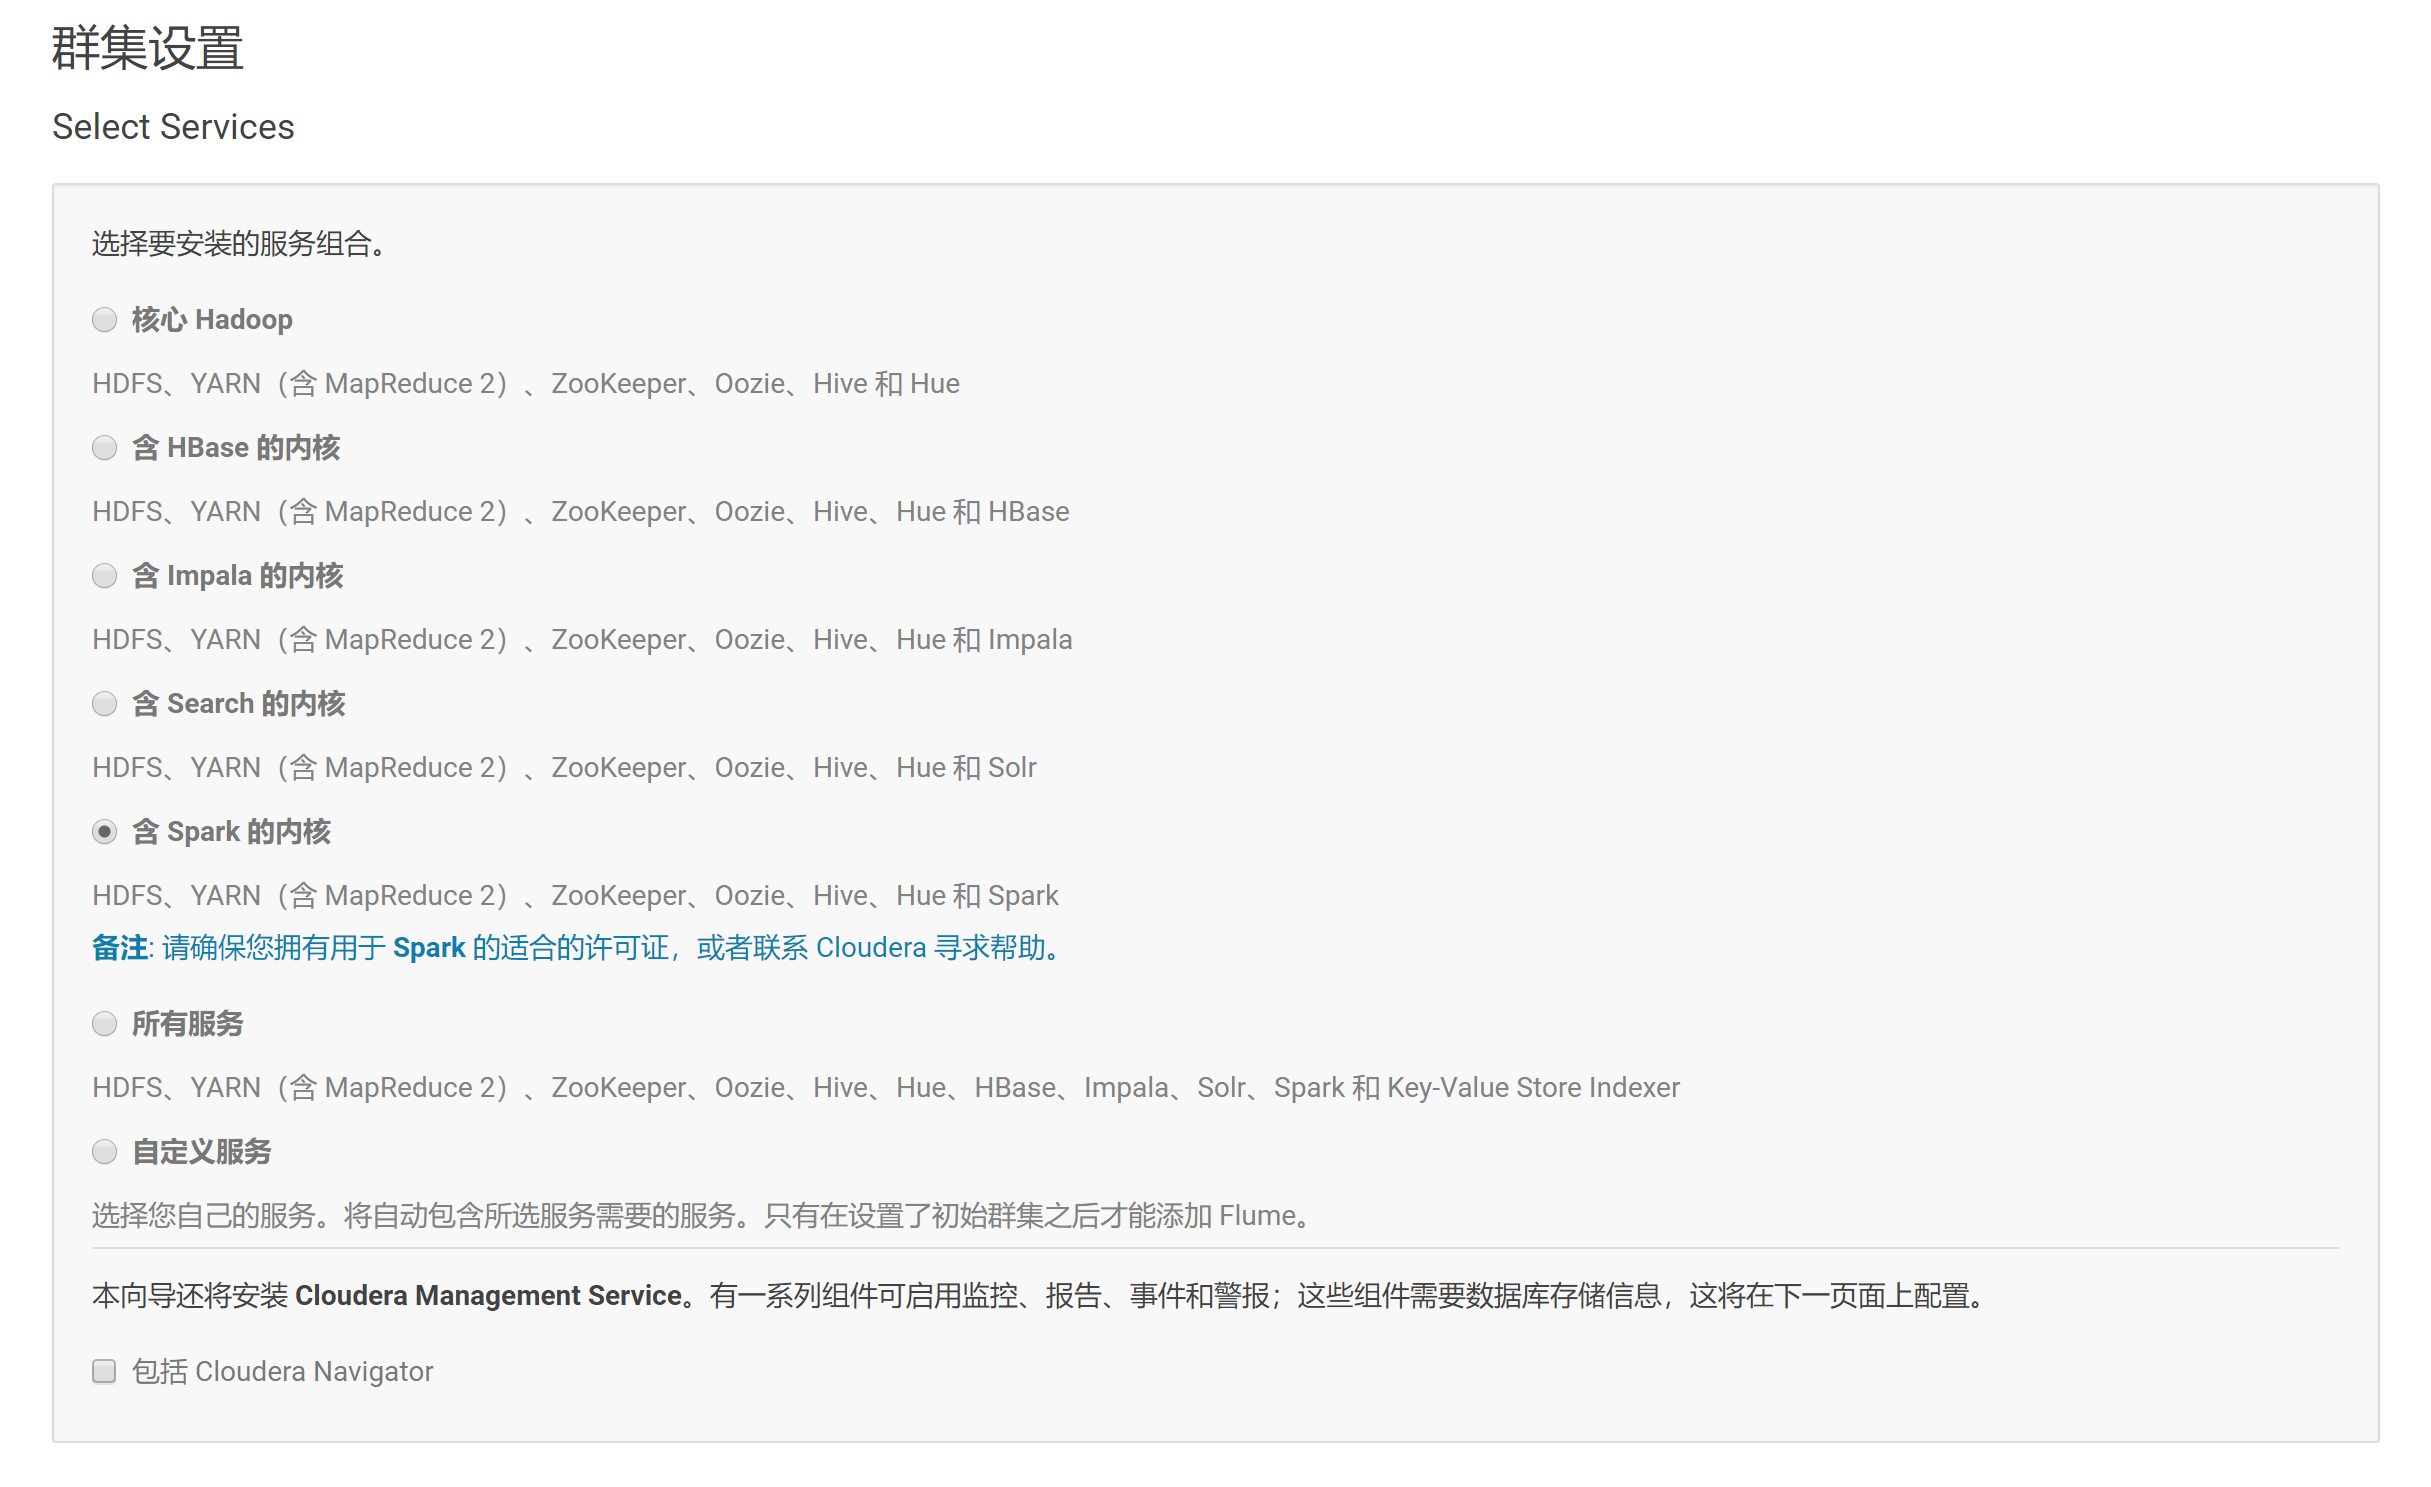 群集设置
Select Services
选择要安装的服务组合。
核心 Hadoop
HDFS、YARN（含 MapReduce 2）、ZooKeeper、Oozie、Hive 和 Hue
含 HBase 的内核
HDFS、YARN（含 MapReduce 2）、ZooKeeper、Oozie、Hive、Hue 和 HBase
含 Impala 的内核
HDFS、YARN（含 MapReduce 2）、ZooKeeper、Oozie、Hive、Hue 和 Impala
含 Search 的内核
HDFS、YARN（含 MapReduce 2）、ZooKeeper、Oozie、Hive、Hue 和 Solr
含 Spark 的内核
HDFS、YARN（含 MapReduce 2）、ZooKeeper、Oozie、Hive、Hue 和 Spark
备注: 请确保您拥有用于 Spark 的适合的许可证，或者联系 Cloudera 寻求帮助。
所有服务
HDFS、YARN（含 MapReduce 2）、ZooKeeper、Oozie、Hive、Hue、HBase、Impala、Solr、Spark 和 Key-Value Store Indexer
自定义服务
选择您自己的服务。将自动包含所选服务需要的服务。只有在设置了初始群集之后才能添加 Flume。
本向导还将安装 Cloudera Management Service。有一系列组件可启用监控、报告、事件和警报；这些组件需要数据库存储信息，这将在下一页面上配置。
包括 Cloudera Navigator